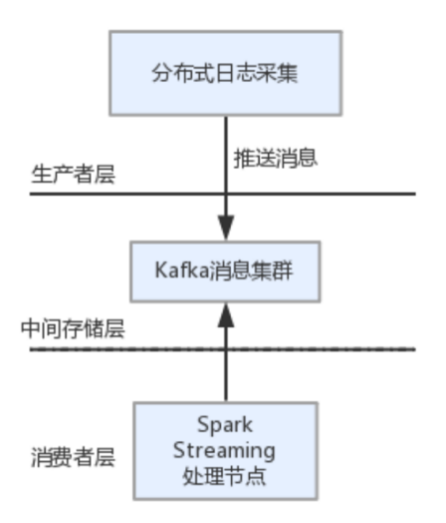 分布式日志采集
推送消息
生产者层
Kafka消息集群
中间存储层
Spark
Streaming
处理节点
消费者层